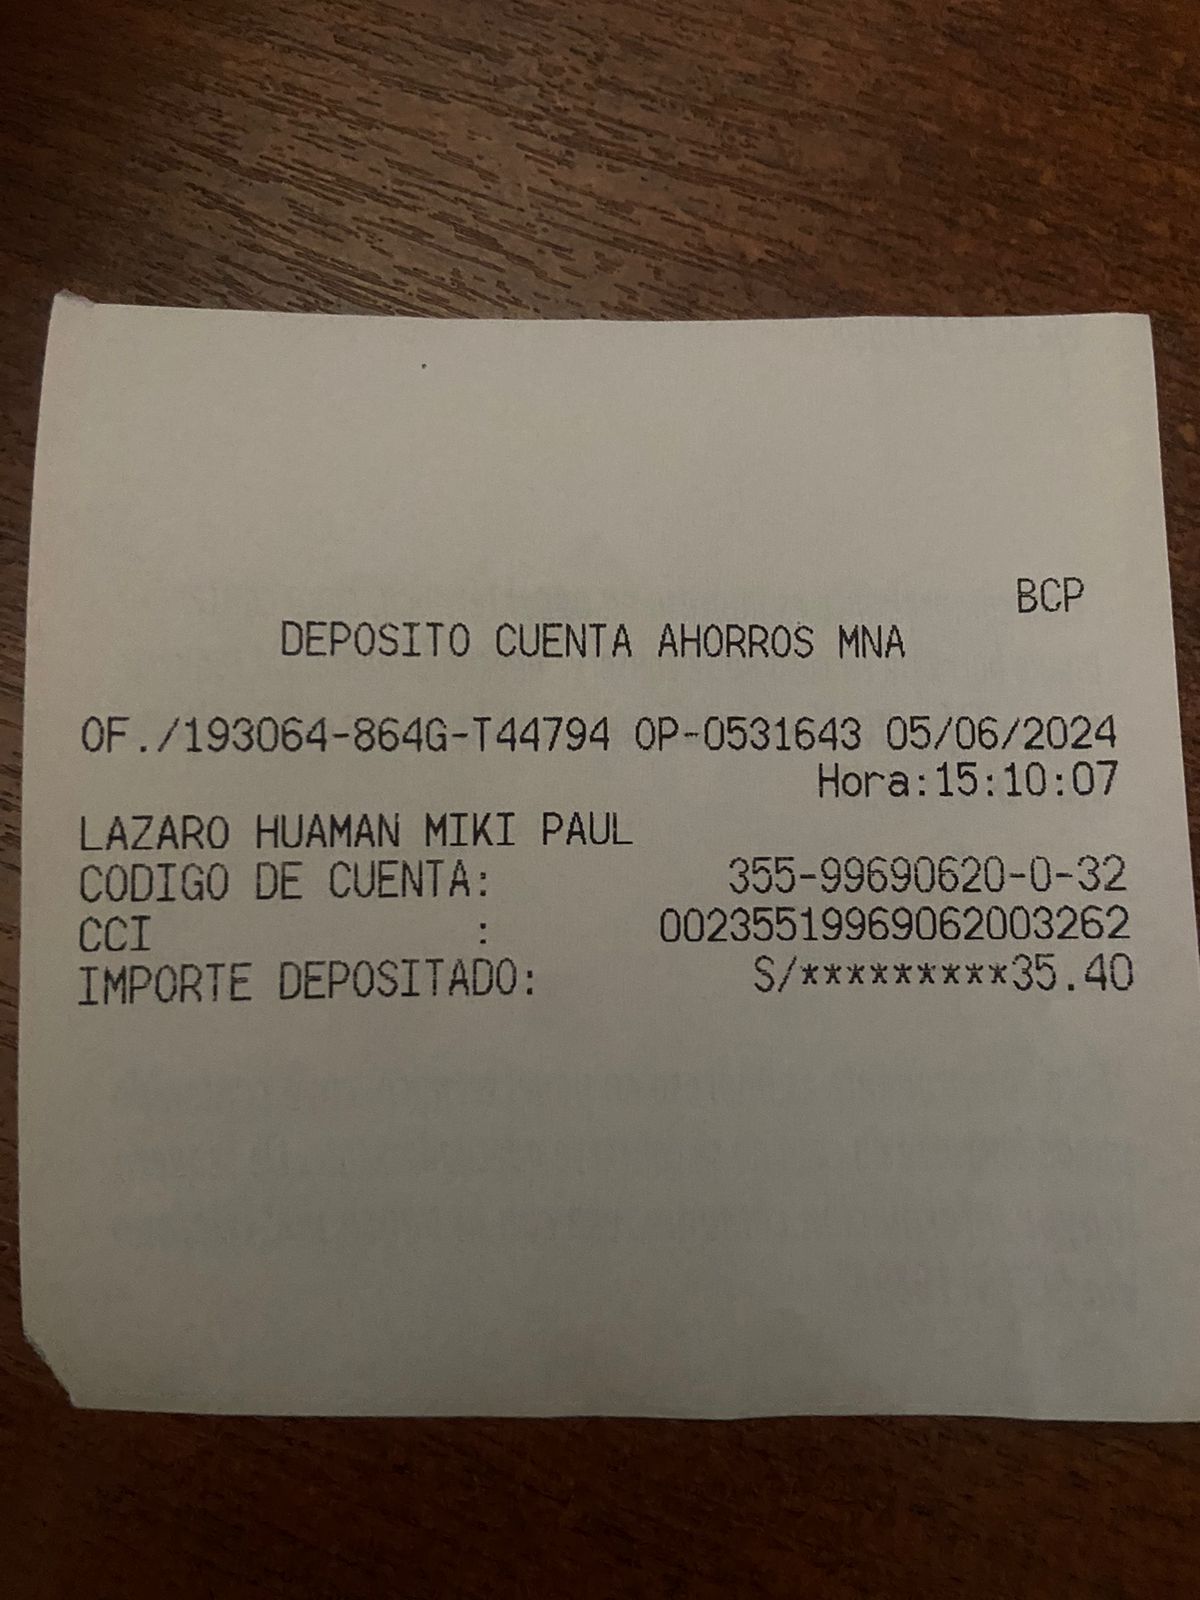 BCP
DEPOSITO CUENTA AHORROS MNA
OF./193064-864G-T44794 OP-0531643 05/06/2024
Hora:15:10:07
LAZARO HUAMAN MIKI PAUL
CODIGO DE CUENTA: 355-99690620-0-32
CCI : 00235519969062003262
IMPORTE DEPOSITADO: S/*********35.40